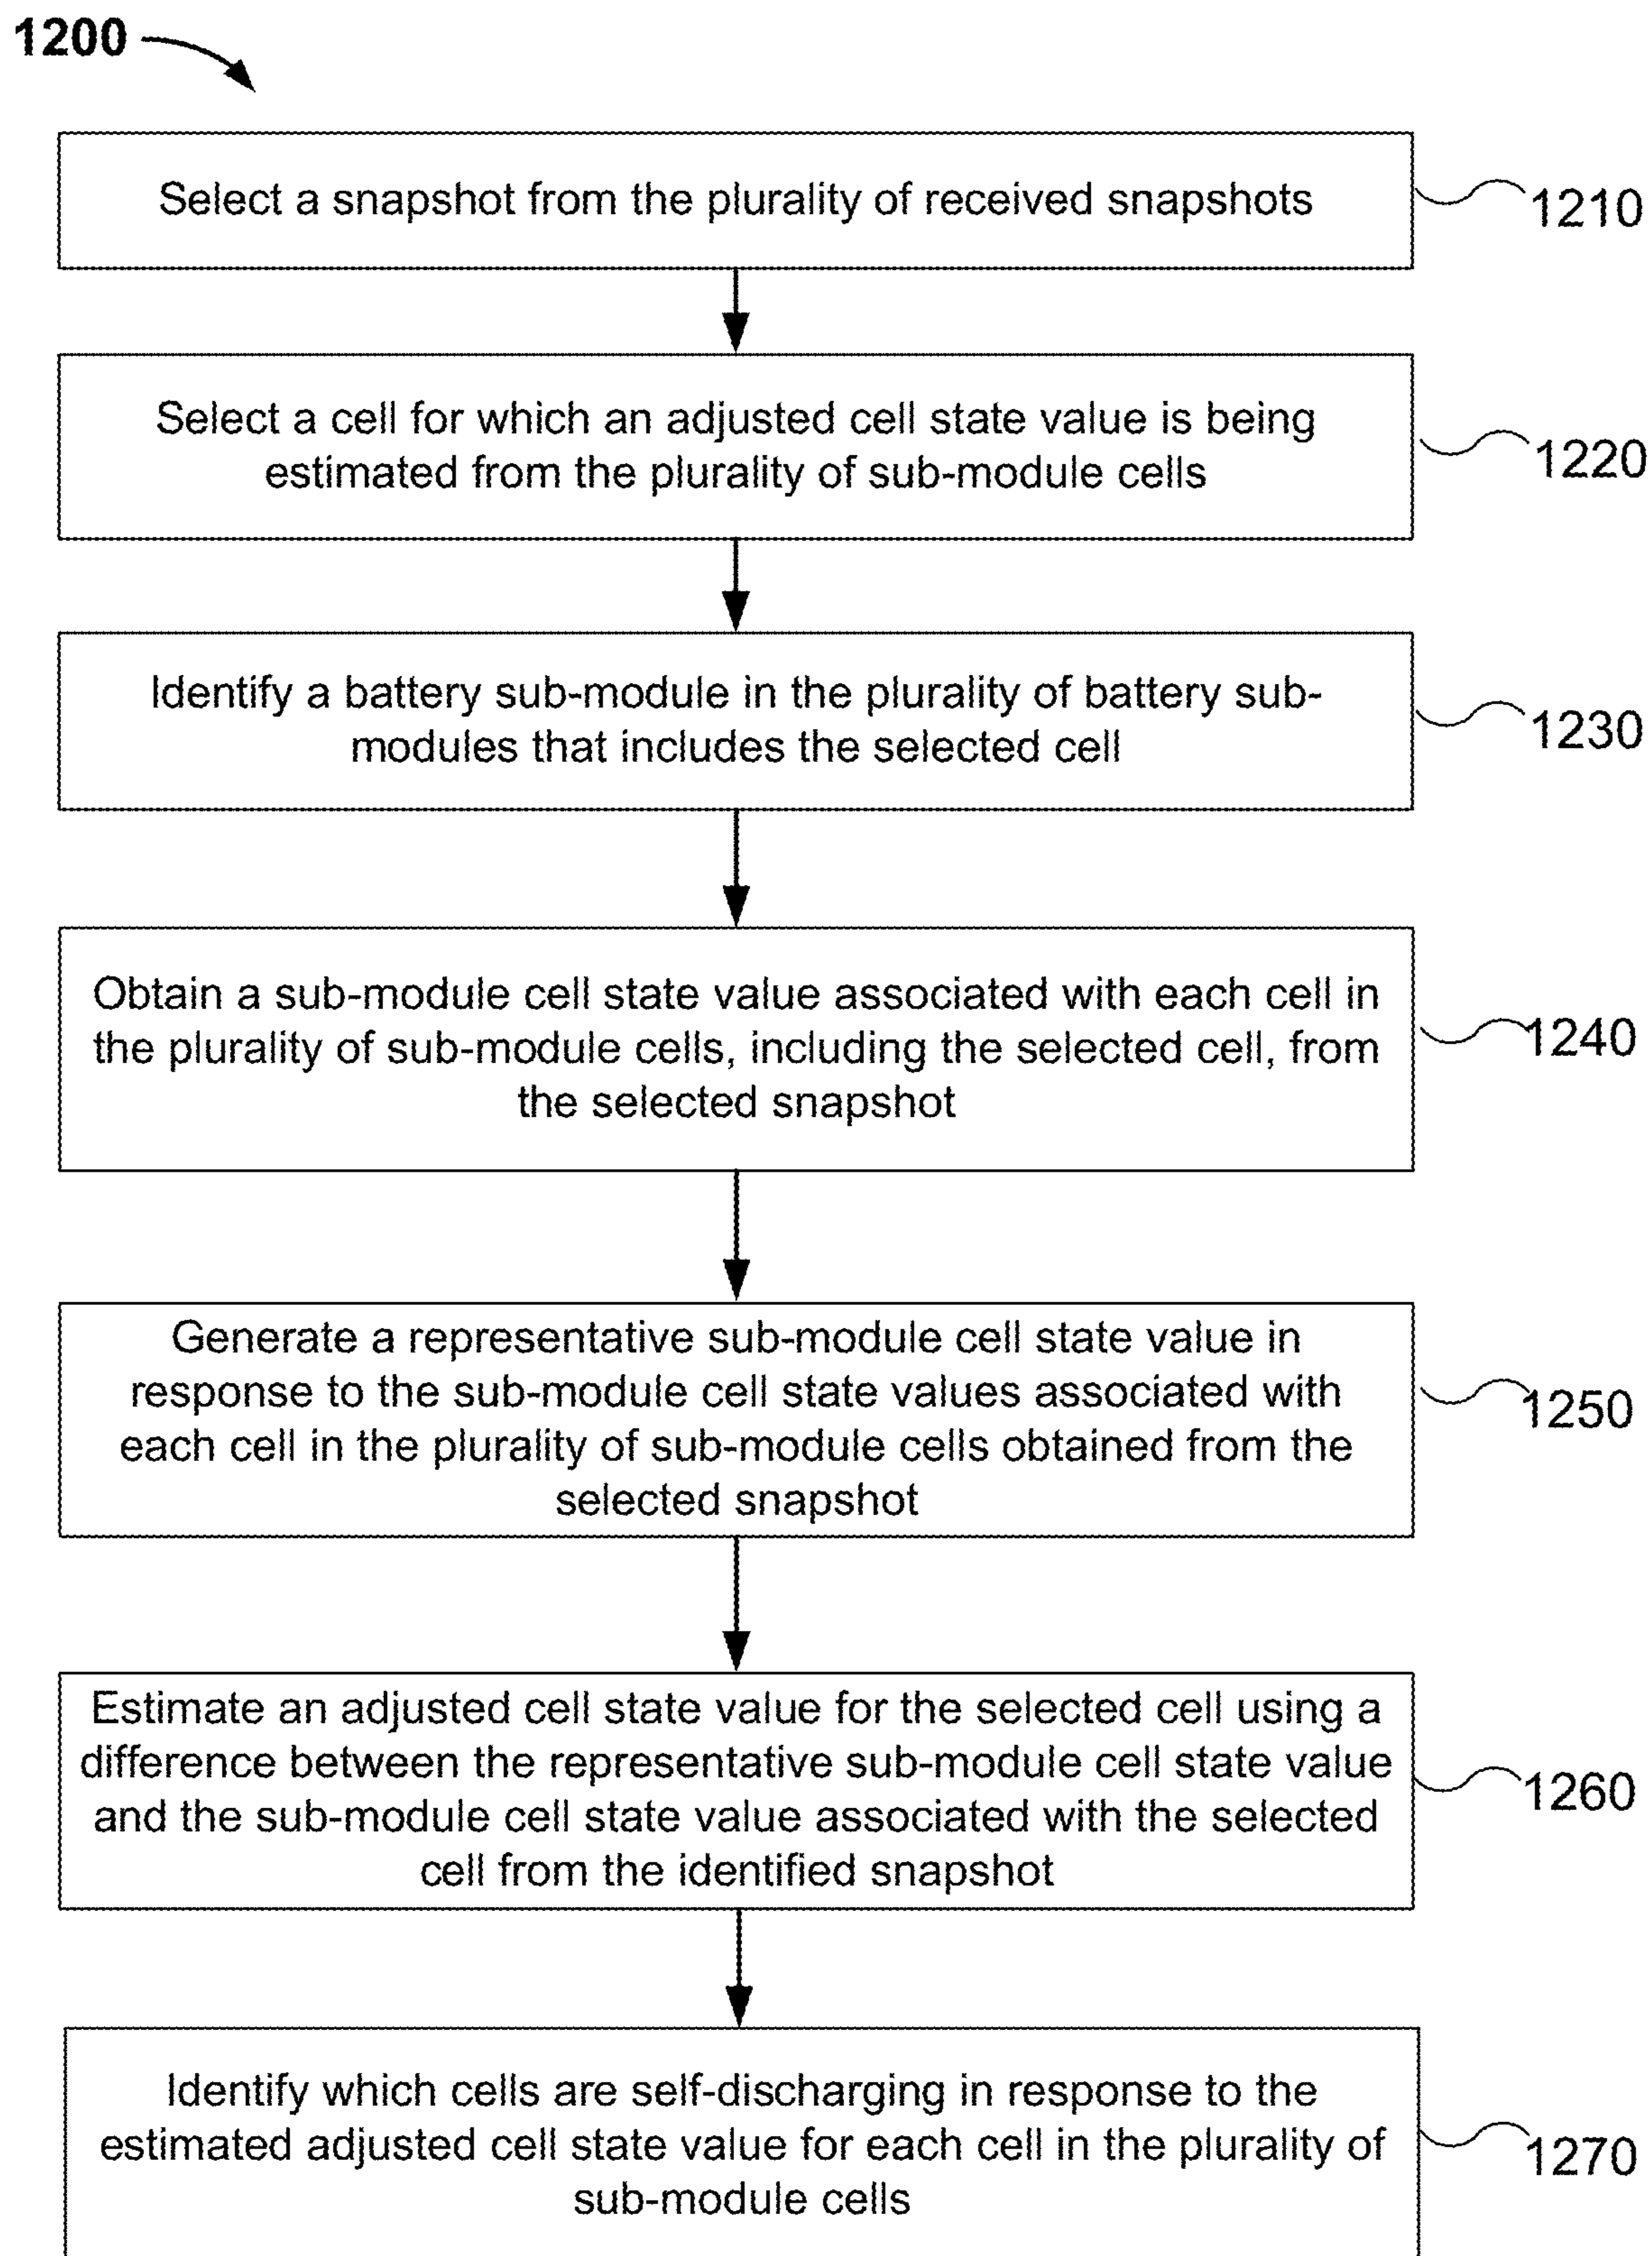 1200
Select a snapshot from the plurality of received snapshots
1210
Select a cell for which an adjusted cell state value is being
estimated from the plurality of sub-module cells
1220
Identify a battery sub-module in the plurality of battery sub-
modules that includes the selected cell
1230
Obtain a sub-module cell state value associated with each cell in
the plurality of sub-module cells, including the selected cell, from
the selected snapshot
1240
Generate a representative sub-module cell state value in
response to the sub-module cell state values associated with
each cell in the plurality of sub-module cells obtained from the
selected snapshot
1250
Estimate an adjusted cell state value for the selected cell using a
difference between the representative sub-module cell state value
and the sub-module cell state value associated with the selected
cell from the identified snapshot
1260
Identify which cells are self-discharging in response to the
estimated adjusted cell state value for each cell in the plurality of
sub-module cells
1270